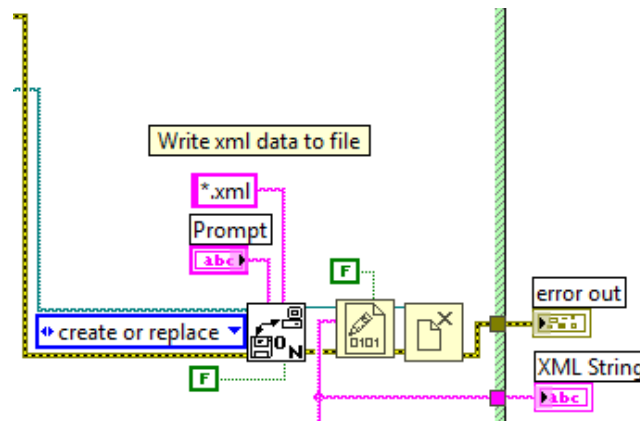 Write xml data to file
*.xml
Prompt
abc
F
error out
create or replace
0101
O
N
XML String
F
abc